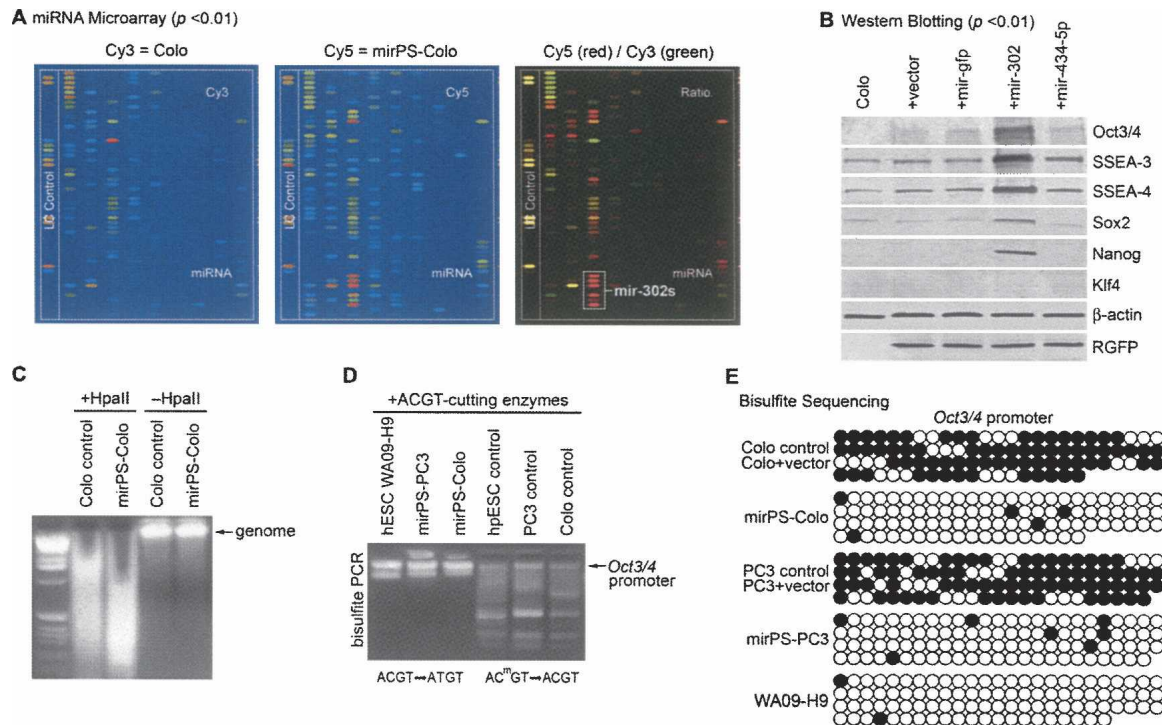 A miRNA Microarray (p <0.01)
Cy3 = Colo
Cy5 = mirPS-Colo
Cy5 (red) / Cy3 (green)
Cy3
Cy5
Ratio
Control
Control
Control
miRNA
miRNA
miRNA
mir-302s
B Western Blotting (p <0.01)
Colo
+vector
+mir-gfp
+mir-302
+mir-434-5p
Oct3/4
SSEA-3
SSEA-4
Sox2
Nanog
Klf4
β-actin
RGFP
C
+HpaII
–HpaII
Colo control
mirPS-Colo
Colo control
mirPS-Colo
genome
D
+ACGT-cutting enzymes
hESC WA09-H9
mirPS-PC3
mirPS-Colo
hpESC control
PC3 control
Colo control
bisulfite PCR
Oct3/4
promoter
ACGT→ATGT
ACᵐGT→ACGT
E
Bisulfite Sequencing
Oct3/4 promoter
Colo control
Colo+vector
mirPS-Colo
PC3 control
PC3+vector
mirPS-PC3
WA09-H9